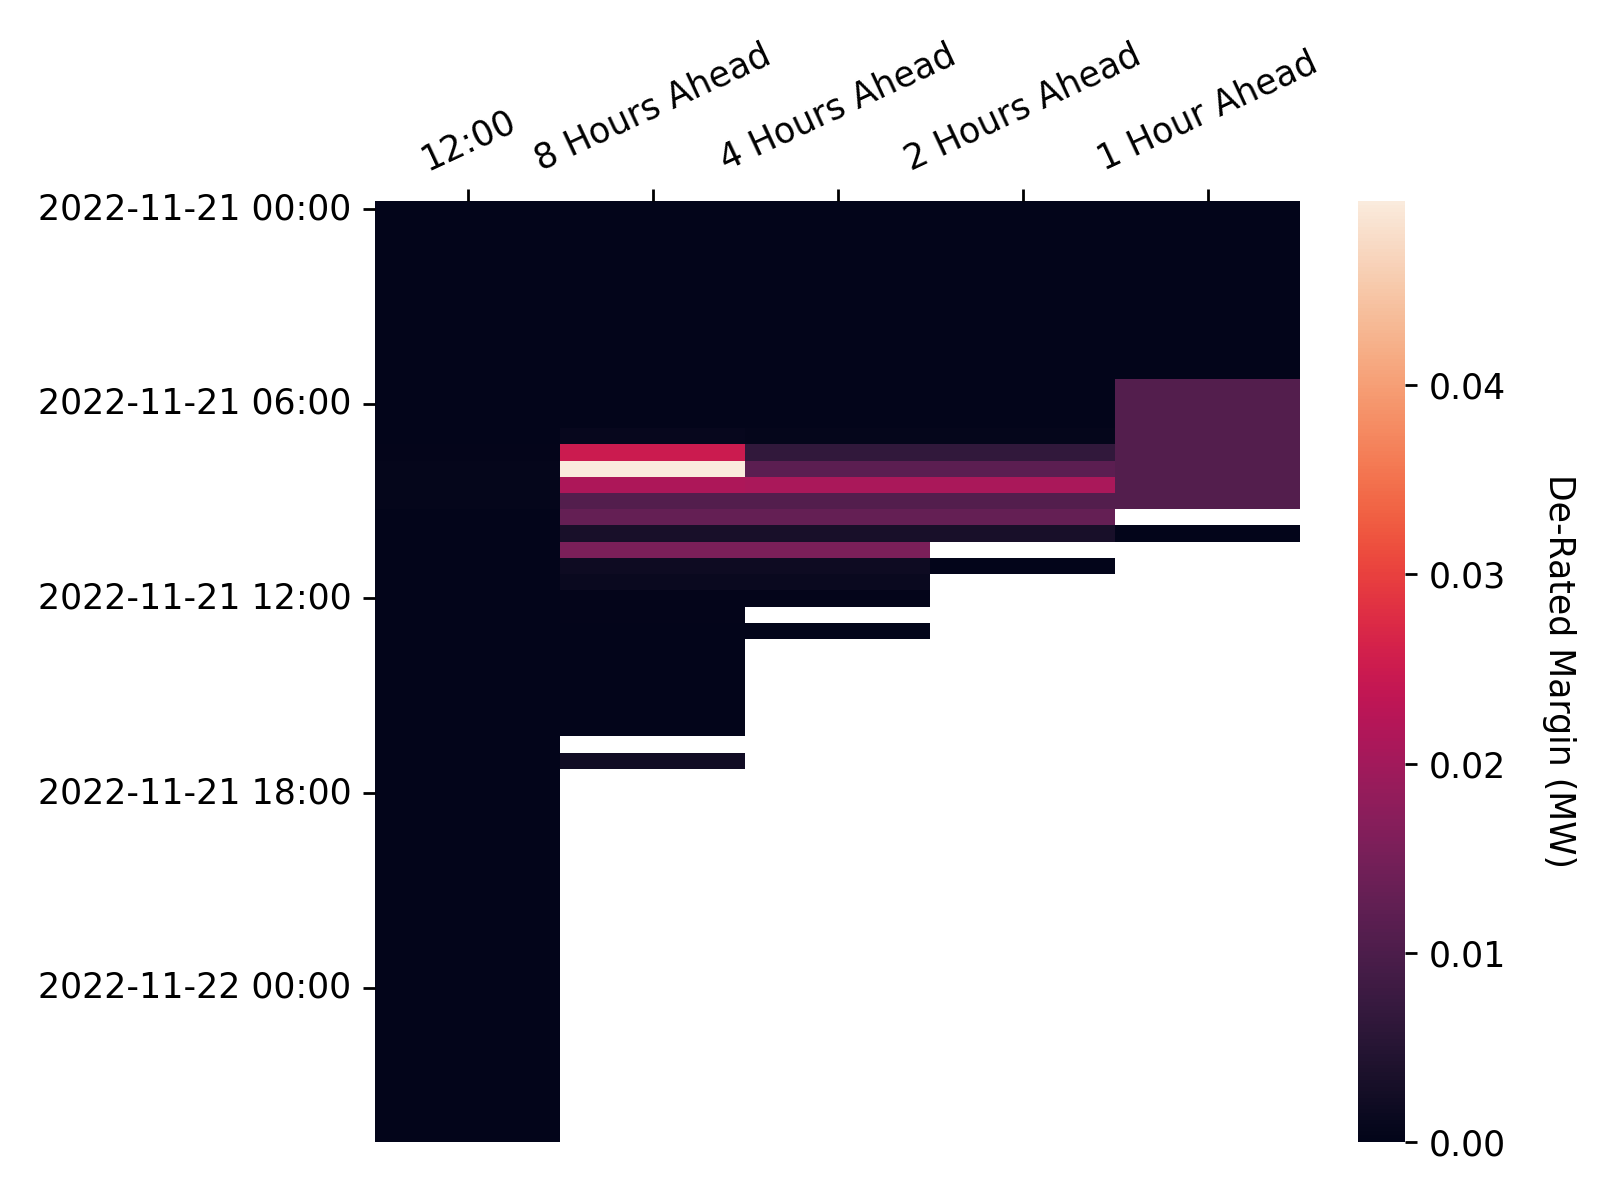 12:00
8 Hours Ahead
4 Hours Ahead
2 Hours Ahead
1 Hour Ahead
2022-11-21 00:00
2022-11-21 06:00
2022-11-21 12:00
2022-11-21 18:00
2022-11-22 00:00
0.04
0.03
0.02
0.01
0.00
De-Rated Margin (MW)